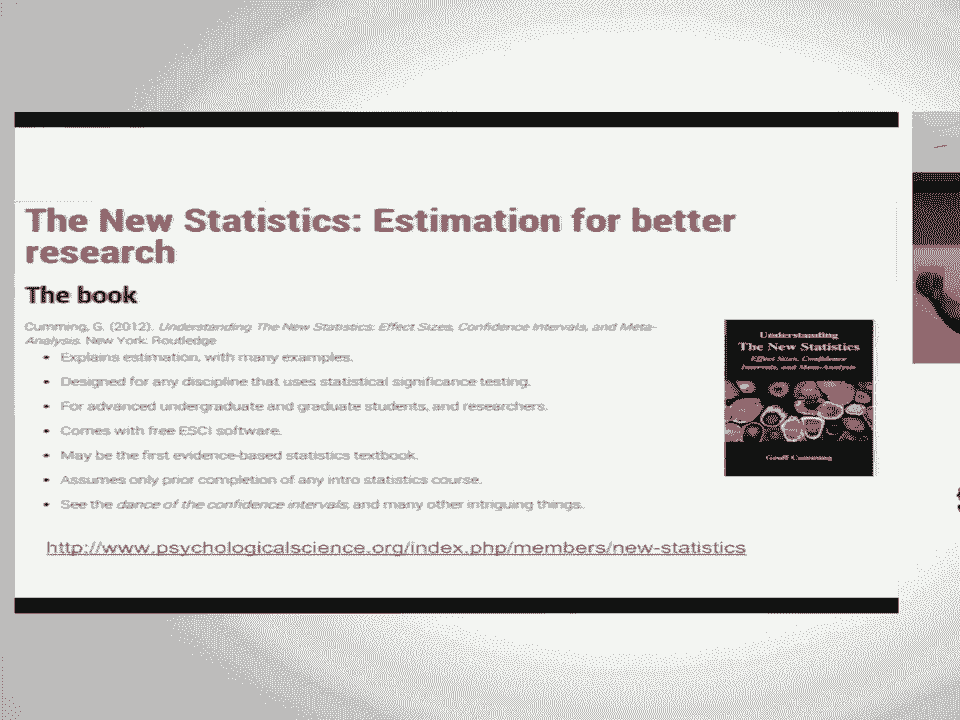 The New Statistics: Estimation for better
research
The book
Cumming, G. (2012). Understanding The New Statistics: Effect Sizes, Confidence Intervals, and Meta-
Analysis. New York: Routledge
• Explains estimation, with many examples.
• Designed for any discipline that uses statistical significance testing.
• For advanced undergraduate and graduate students, and researchers.
• Comes with free ESCI software.
• May be the first evidence-based statistics textbook.
• Assumes only prior completion of any intro statistics course.
• See the dance of the confidence intervals, and many other intriguing things.
http://www.psychologicalscience.org/index.php/members/new-statistics
Understanding
The New Statistics
Effect Sizes, Confidence
Intervals, and Meta-Analysis
Geoff Cumming